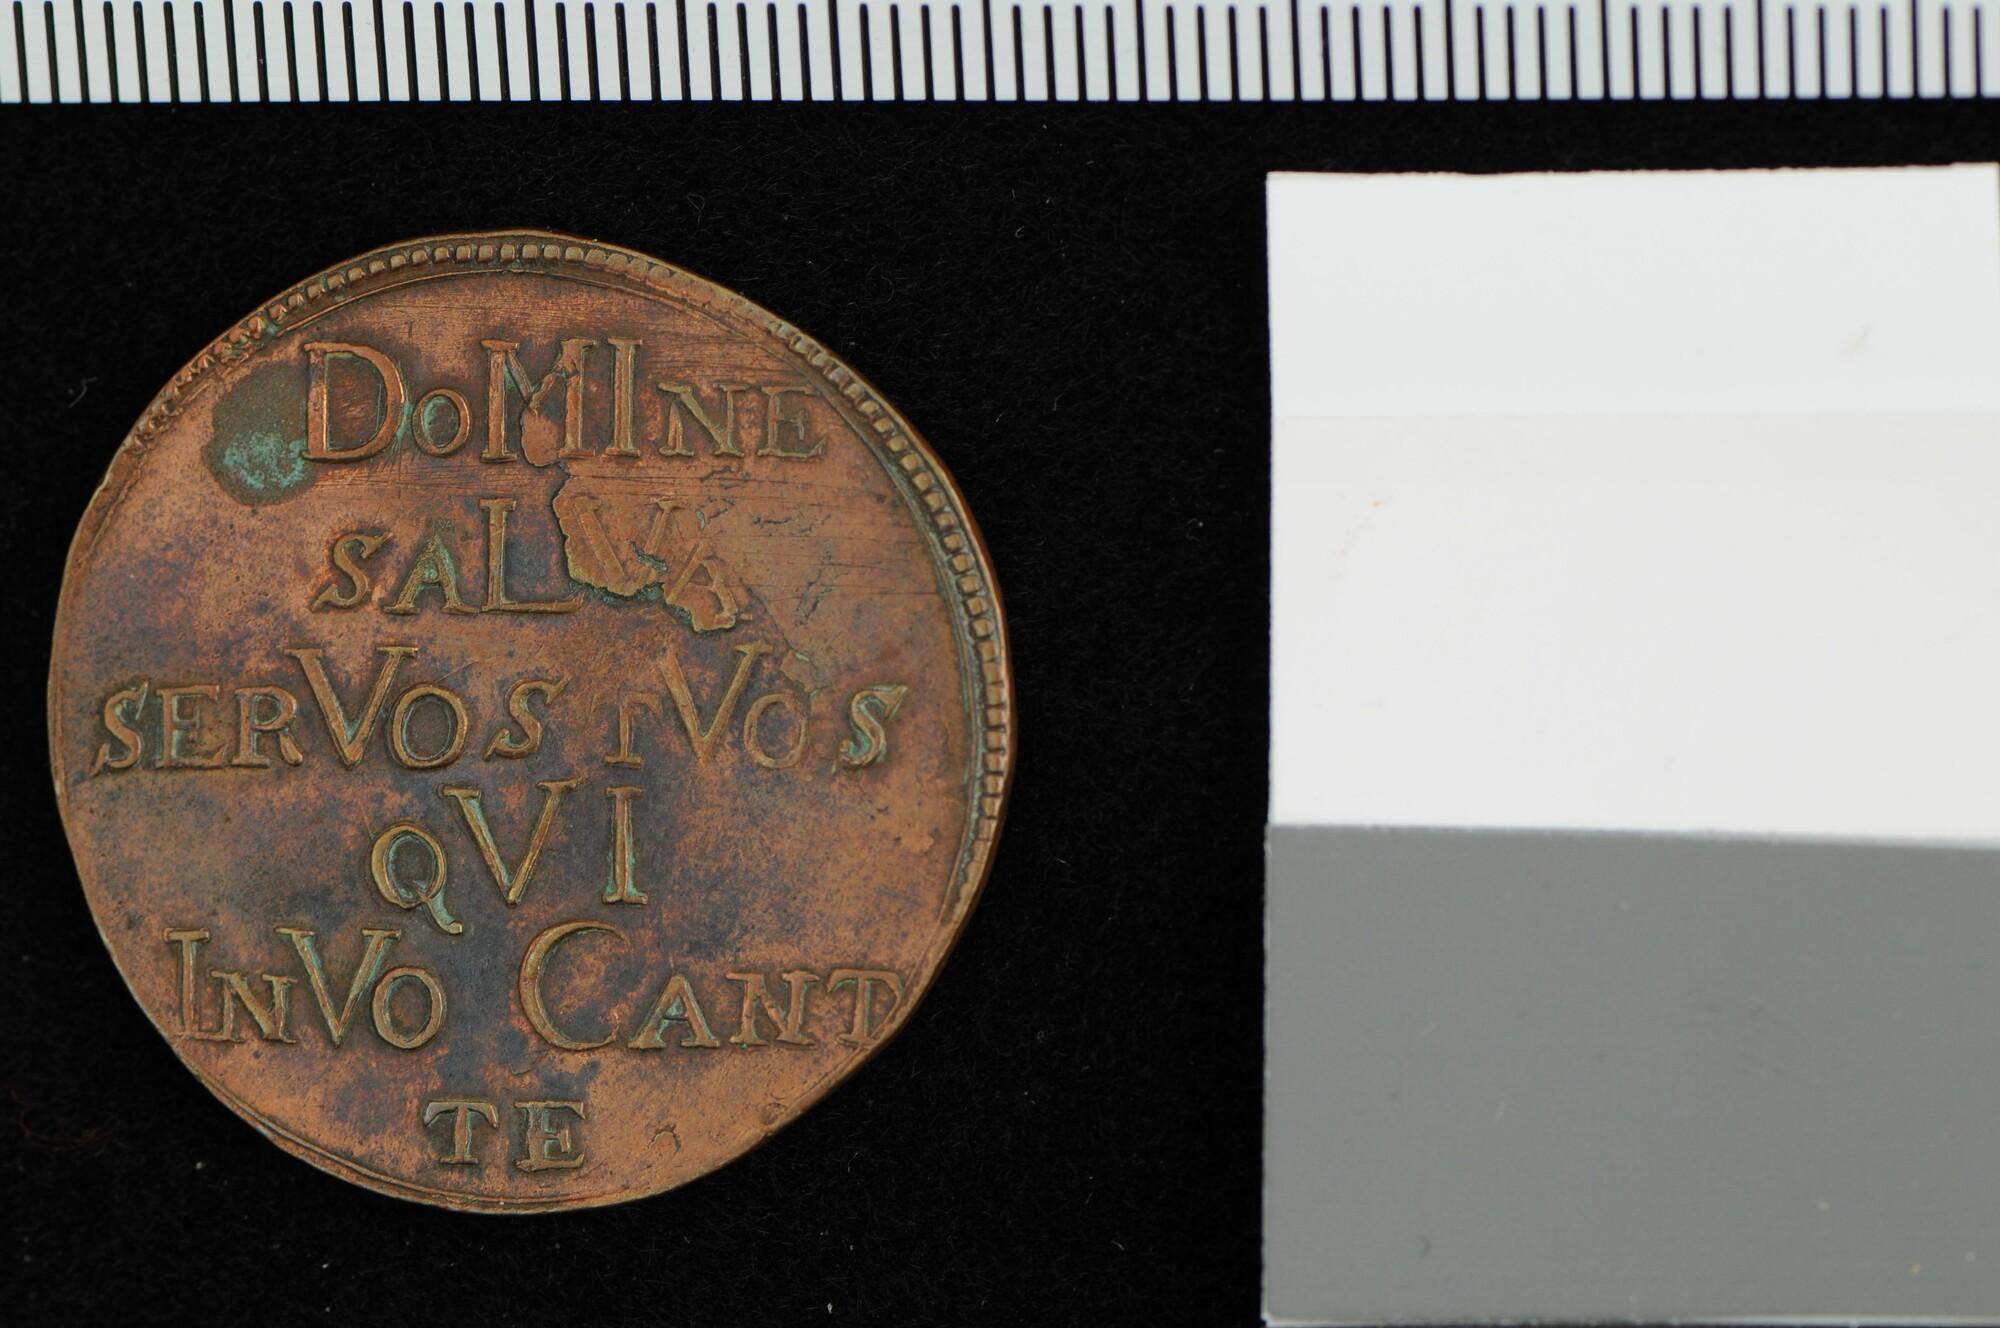 DoMIne
saLVa
serVos tVos
qVI
InVo Cant
te